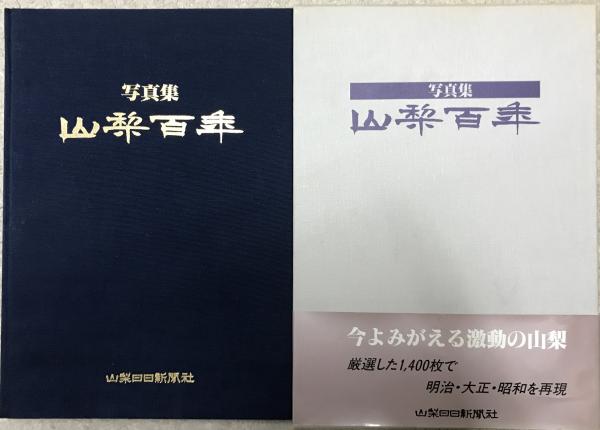 写真集
山梨百年
山梨日日新聞社
写真集
山梨百年
今よみがえる激動の山梨
厳選した1,400枚で
明治・大正・昭和を再現
山梨日日新聞社